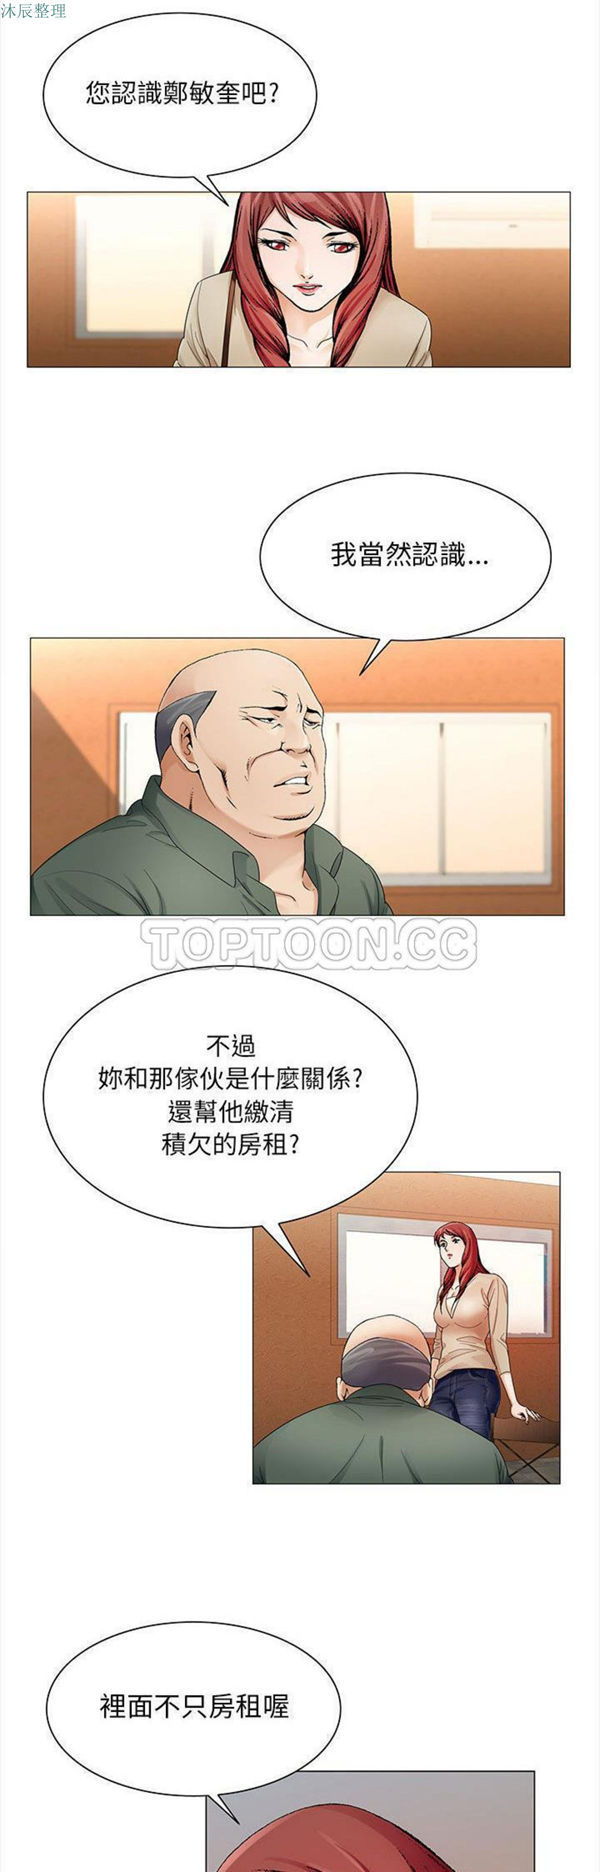 沐辰整理
您認識鄭敏奎吧?
我當然認識...
TOPTOON.CC
不過
妳和那傢伙是什麼關係?
還幫他繳清
積欠的房租?
裡面不只房租喔